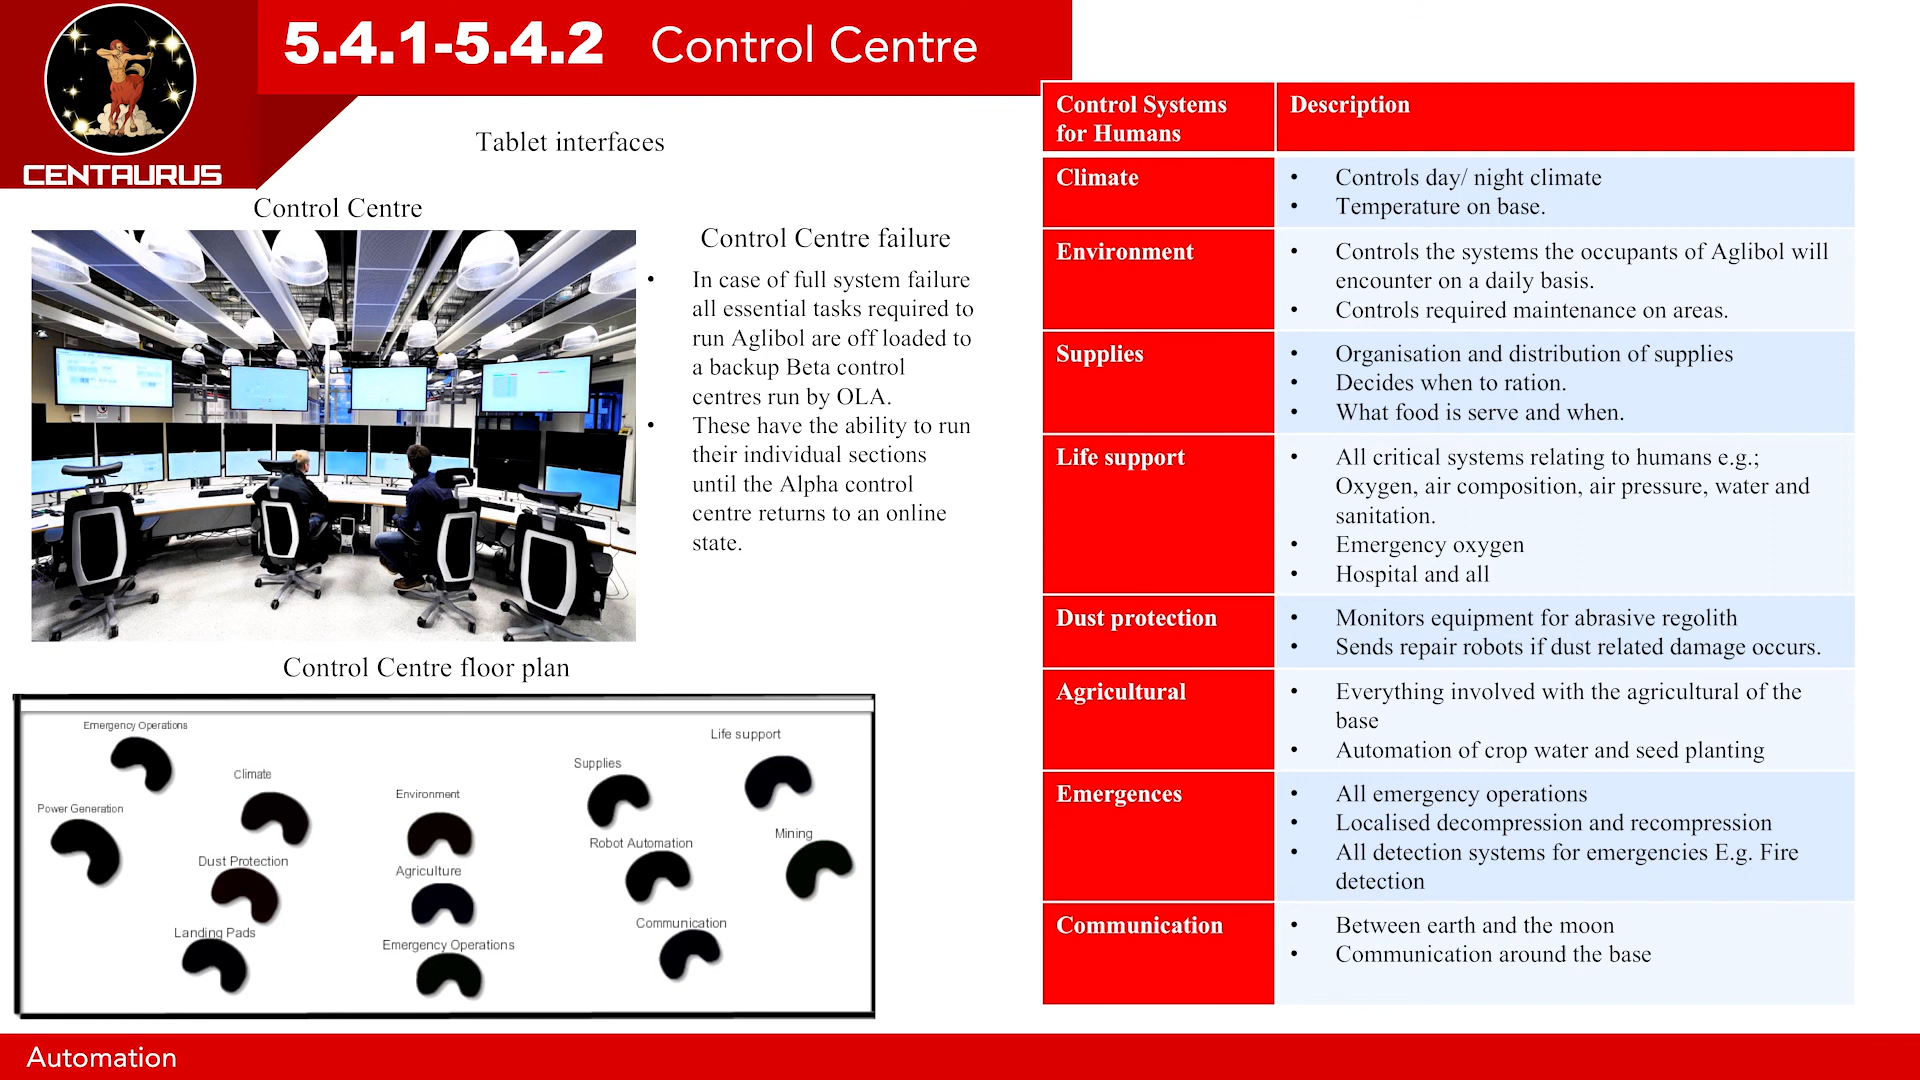 5.4.1-5.4.2 Control Centre
CENTAURUS
Tablet interfaces
Control Centre
Control Centre failure
• In case of full system failure
all essential tasks required to
run Aglibol are off loaded to
a backup Beta control
centres run by OLA.
• These have the ability to run
their individual sections
until the Alpha control
centre returns to an online
state.
Control Centre floor plan
Emergency Operations
Climate
Power Generation
Dust Protection
Landing Pads
Environment
Agriculture
Emergency Operations
Supplies
Robot Automation
Communication
Life support
Mining
Control Systems
for Humans
Description
Climate
• Controls day/ night climate
• Temperature on base.
Environment
• Controls the systems the occupants of Aglibol will
encounter on a daily basis.
• Controls required maintenance on areas.
Supplies
• Organisation and distribution of supplies
• Decides when to ration.
• What food is serve and when.
Life support
• All critical systems relating to humans e.g.;
Oxygen, air composition, air pressure, water and
sanitation.
• Emergency oxygen
• Hospital and all
Dust protection
• Monitors equipment for abrasive regolith
• Sends repair robots if dust related damage occurs.
Agricultural
• Everything involved with the agricultural of the
base
• Automation of crop water and seed planting
Emergences
• All emergency operations
• Localised decompression and recompression
• All detection systems for emergencies E.g. Fire
detection
Communication
• Between earth and the moon
• Communication around the base
Automation